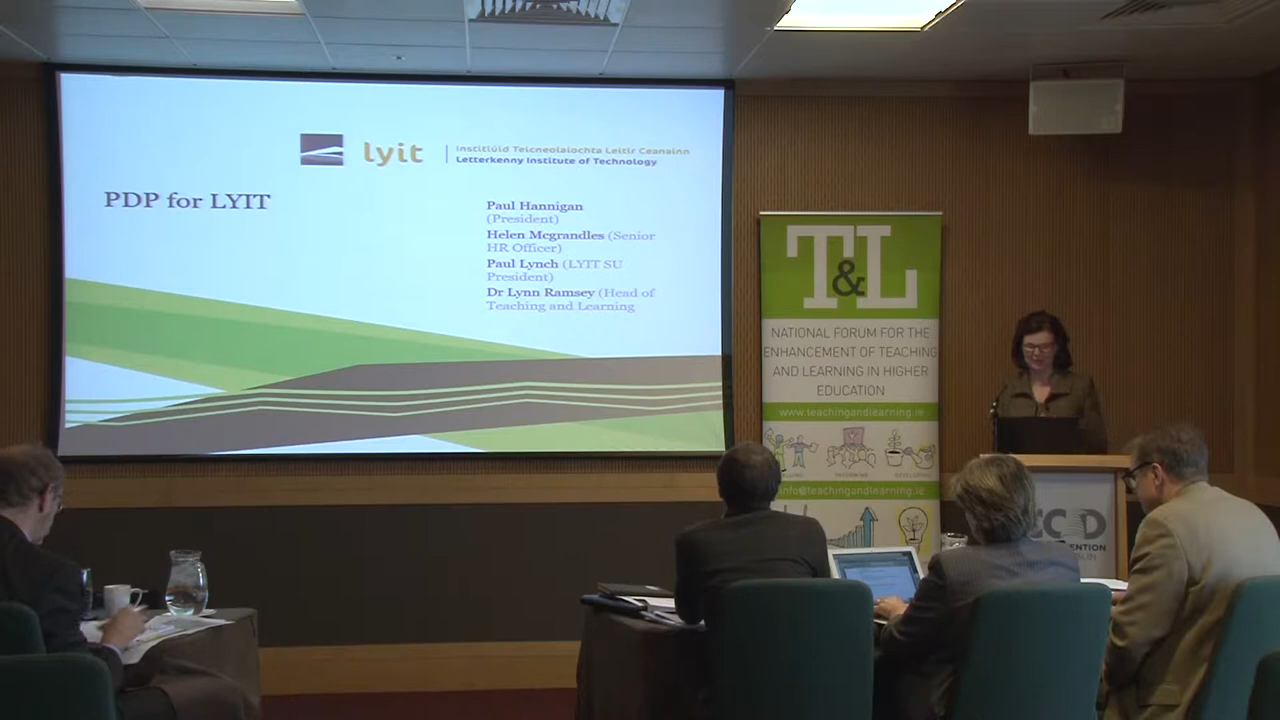 lyit
Institiúid Teicneolaíochta Leitir Ceanainn
Letterkenny Institute of Technology
PDP for LYIT
Paul Hannigan
(President)
Helen Mcgrandles (Senior
HR Officer)
Paul Lynch (LYIT SU
President)
Dr Lynn Ramsey (Head of
Teaching and Learning
T&L
NATIONAL FORUM FOR THE
ENHANCEMENT OF TEACHING
AND LEARNING IN HIGHER
EDUCATION
www.teachingandlearning.ie
info@teachingandlearning.ie